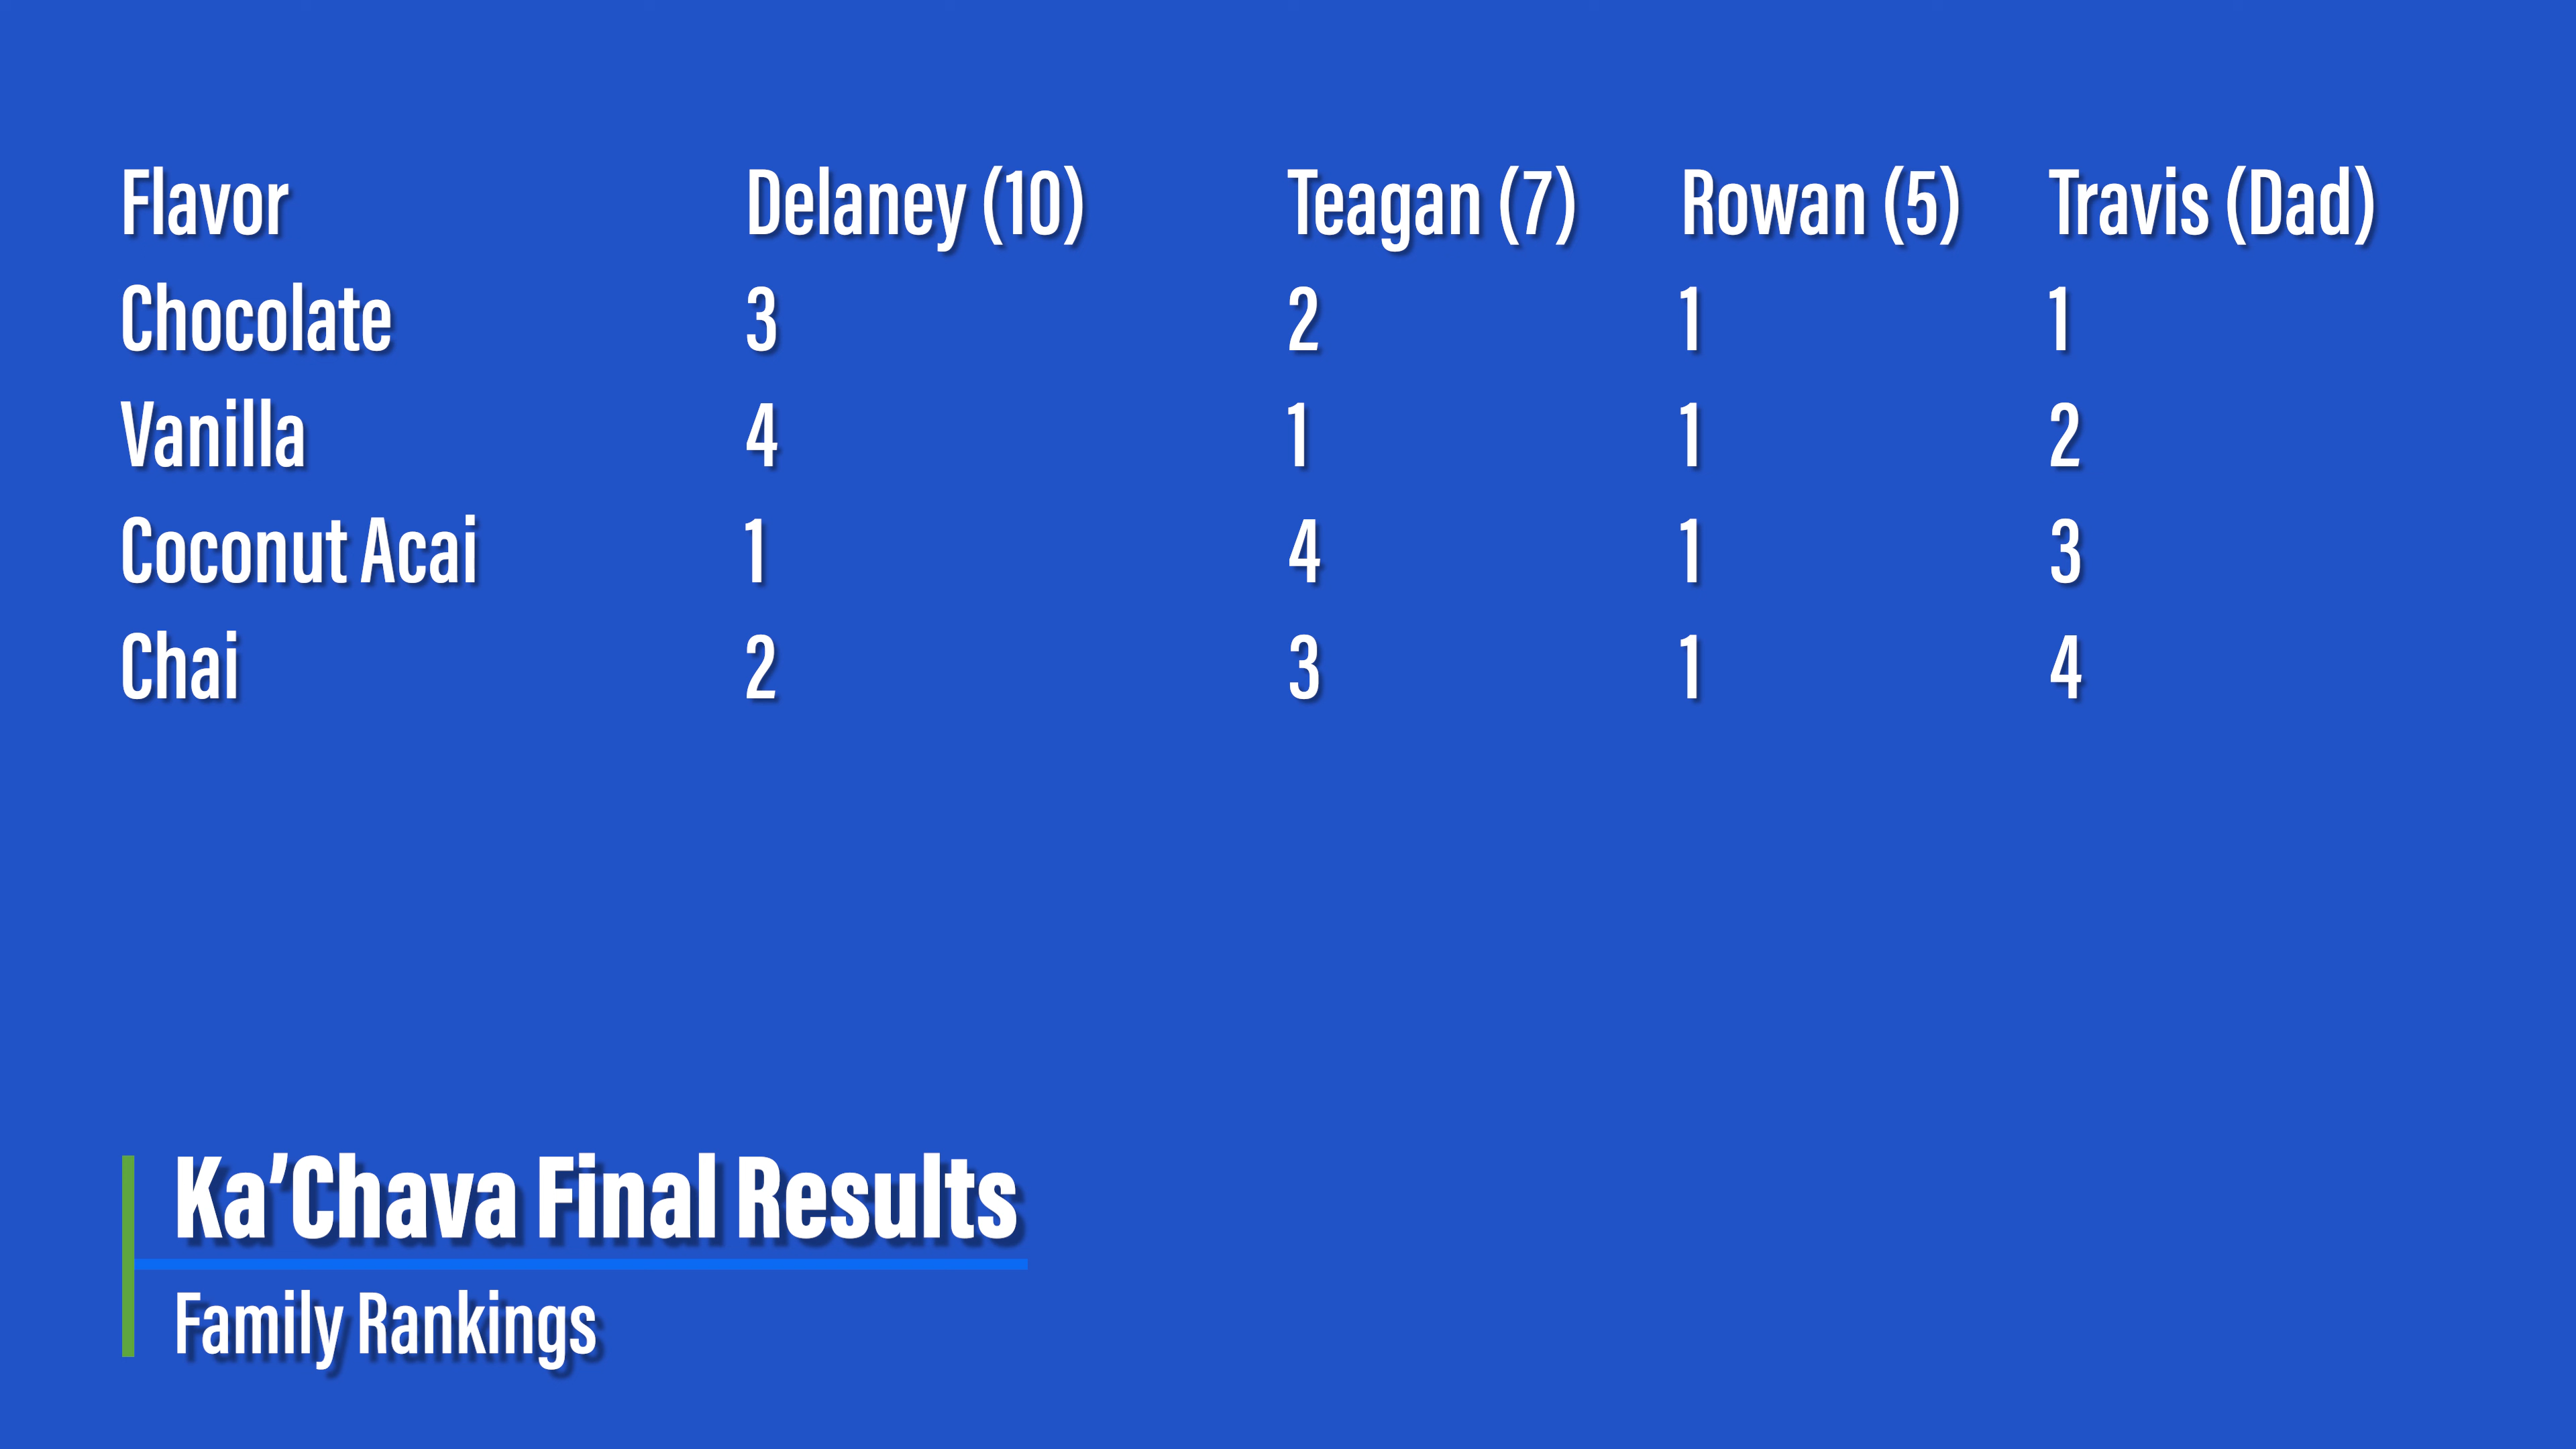 Flavor Delaney (10) Teagan (7) Rowan (5) Travis (Dad)
Chocolate 3 2 1 1
Vanilla 4 1 1 2
Coconut Acai 1 4 1 3
Chai 2 3 1 4
Ka’Chava Final Results
Family Rankings